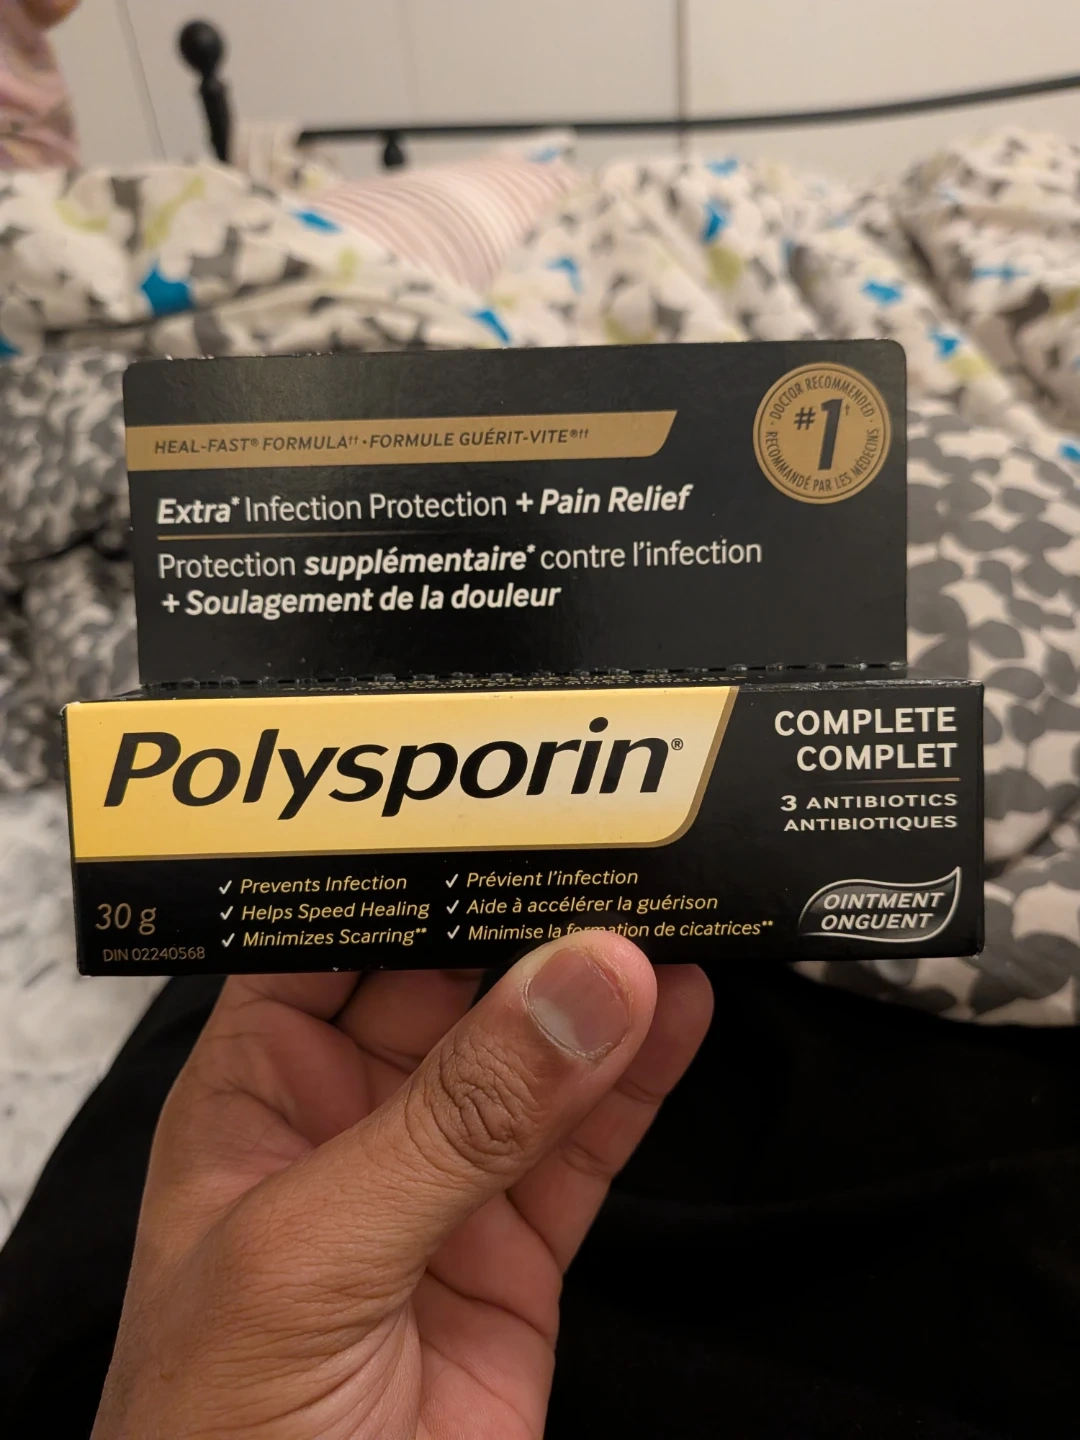 HEAL-FAST® FORMULA†† • FORMULE GUÉRIT-VITE®††
DOCTOR RECOMMENDED
#1†
RECOMMANDÉ PAR LES MÉDECINS
Extra* Infection Protection + Pain Relief
Protection supplémentaire* contre l'infection
+ Soulagement de la douleur
Polysporin®
COMPLETE
COMPLET
3 ANTIBIOTICS
ANTIBIOTIQUES
✓ Prevents Infection
✓ Helps Speed Healing
✓ Minimizes Scarring**
✓ Prévient l'infection
✓ Aide à accélérer la guérison
✓ Minimise la formation de cicatrices**
30 g
DIN 02240568
OINTMENT
ONGUENT